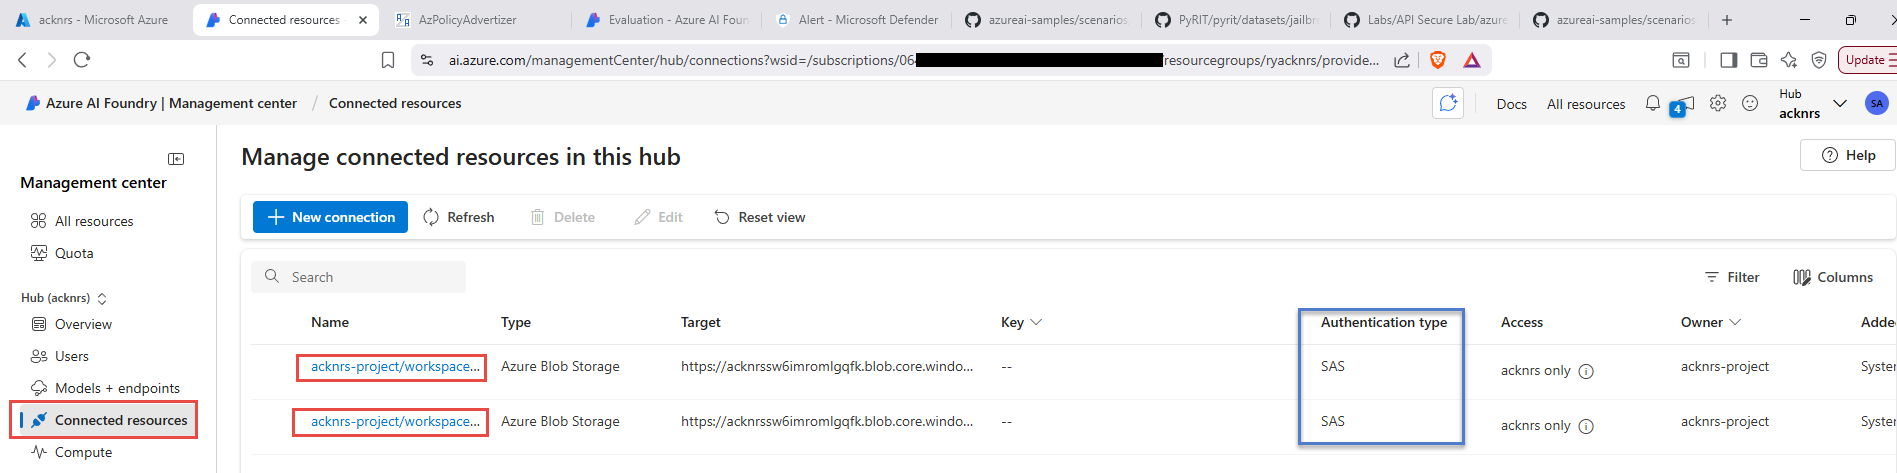 acknrs - Microsoft Azure
Connected resources
AzPolicyAdvertizer
Evaluation - Azure AI Foun
Alert - Microsoft Defender
azureai-samples/scenarios
PyRIT/pyrit/datasets/jailbr
Labs/API Secure Lab/azure
azureai-samples/scenarios
ai.azure.com/managementCenter/hub/connections?wsid=/subscriptions/06
resourcegroups/ryacknrs/provide...
Update
Azure AI Foundry | Management center / Connected resources
Docs
All resources
4
Hub
acknrs
SA
Manage connected resources in this hub
Help
Management center
All resources
Quota
Hub (acknrs)
Overview
Users
Models + endpoints
Connected resources
Compute
New connection
Refresh
Delete
Edit
Reset view
Search
Filter
Columns
Name Type Target Key Authentication type Access Owner Adde
acknrs-project/workspace... Azure Blob Storage https://acknrssw6imromlgqfk.blob.core.windo... -- SAS acknrs only acknrs-project System
acknrs-project/workspace... Azure Blob Storage https://acknrssw6imromlgqfk.blob.core.windo... -- SAS acknrs only acknrs-project System